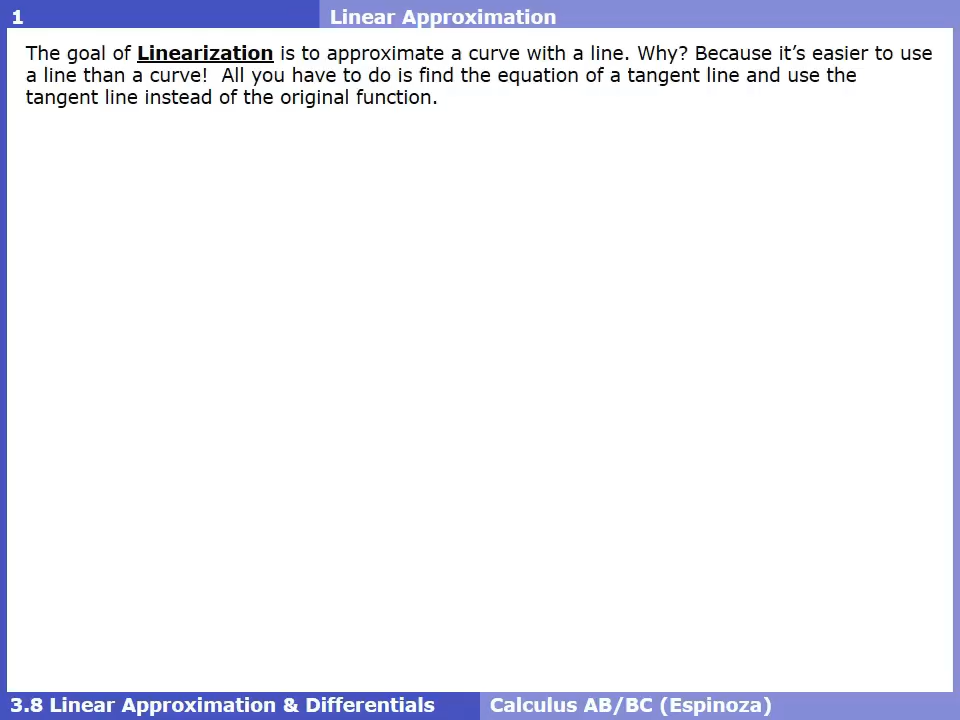 1
Linear Approximation
The goal of Linearization is to approximate a curve with a line. Why? Because it’s easier to use
a line than a curve!  All you have to do is find the equation of a tangent line and use the
tangent line instead of the original function.
3.8 Linear Approximation & Differentials
Calculus AB/BC (Espinoza)